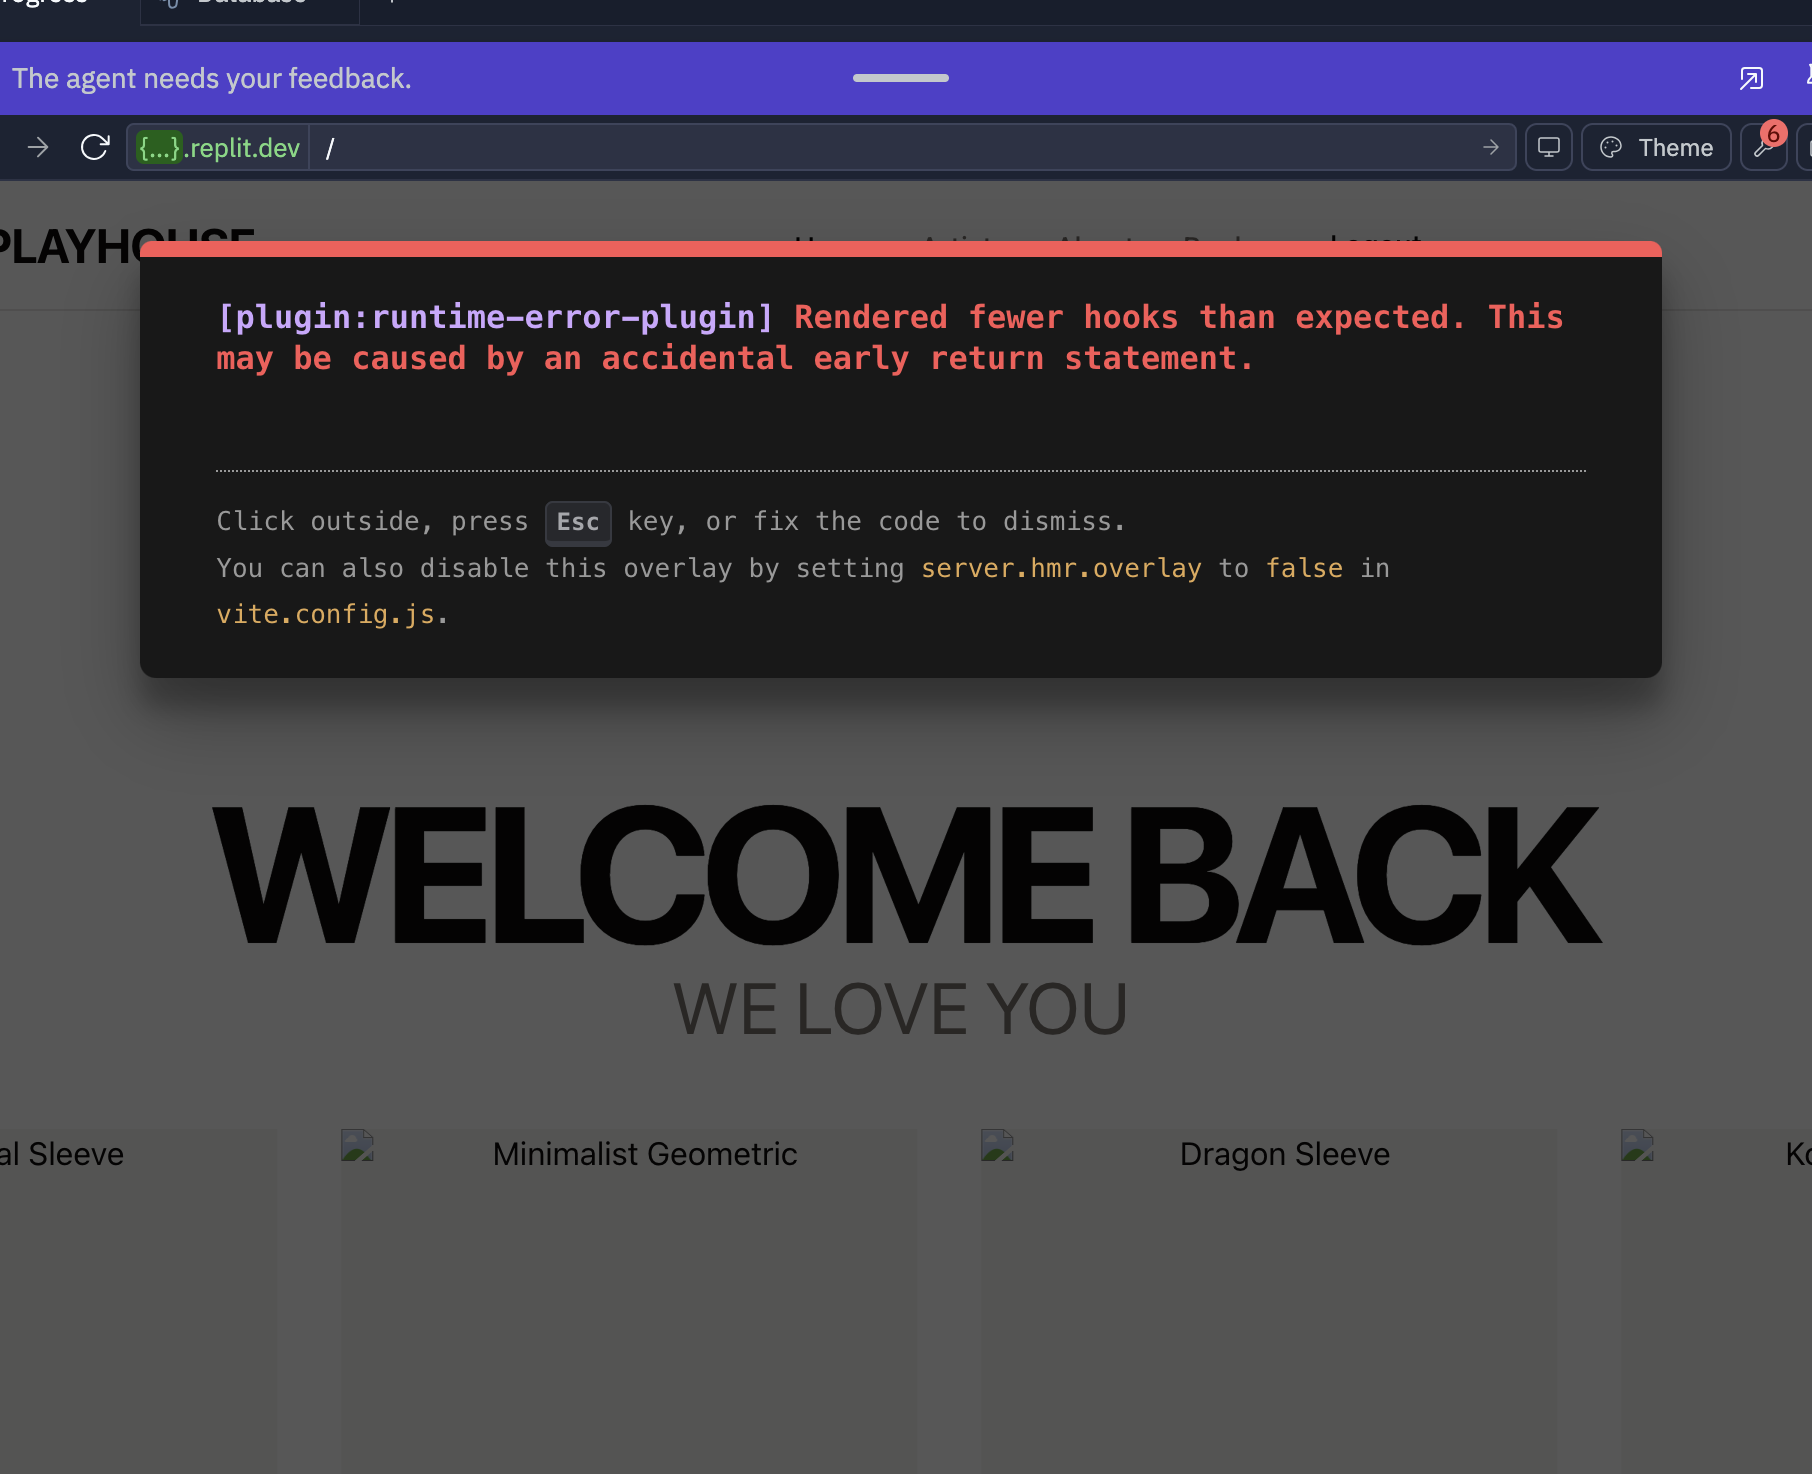 The agent needs your feedback.
{...}.replit.dev /
Theme
6
PLAYHOUSE
Logout
[plugin:runtime-error-plugin] Rendered fewer hooks than expected. This
may be caused by an accidental early return statement.
Click outside, press Esc key, or fix the code to dismiss.
You can also disable this overlay by setting server.hmr.overlay to false in
vite.config.js.
WELCOME BACK
WE LOVE YOU
al Sleeve
Minimalist Geometric
Dragon Sleeve